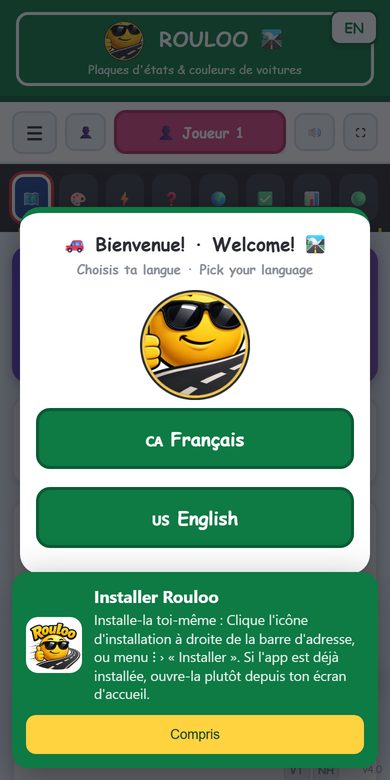 EN
ROULOO
Plaques d'états & couleurs de voitures
Joueur 1
Bienvenue! · Welcome!
Choisis ta langue · Pick your language
CA Français
US English
Installer Rouloo
Rouloo
Installe-la toi-même : Clique l'icône
d'installation à droite de la barre d'adresse,
ou menu ⋮ › « Installer ». Si l'app est déjà
installée, ouvre-la plutôt depuis ton écran
d'accueil.
Compris
VT NH
v4.0